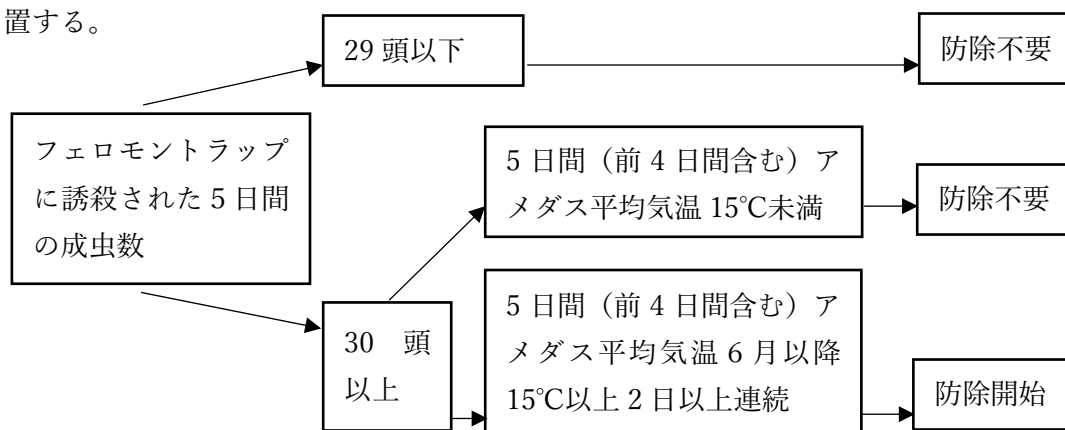 置する。
29 頭以下
防除不要
フェロモントラップ
に誘殺された 5 日間
の成虫数
5 日間（前 4 日間含む）ア
メダス平均気温 15℃未満
防除不要
30 頭
以上
5 日間（前 4 日間含む）ア
メダス平均気温 6 月以降
15℃以上 2 日以上連続
防除開始